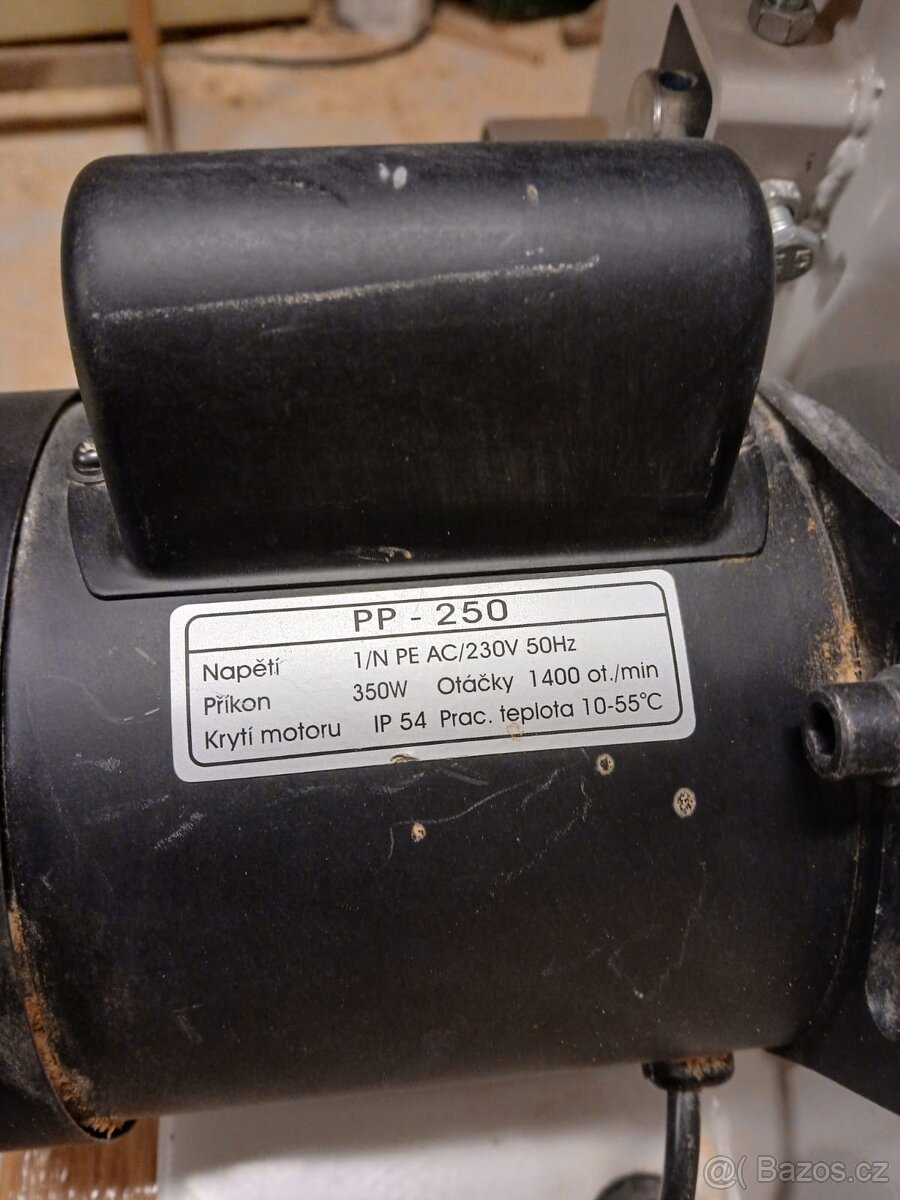 PP - 250
Napětí 1/N PE AC/230V 50Hz
Příkon 350W Otáčky 1400 ot./min
Krytí motoru IP 54 Prac. teplota 10-55°C
@( Bazos.cz